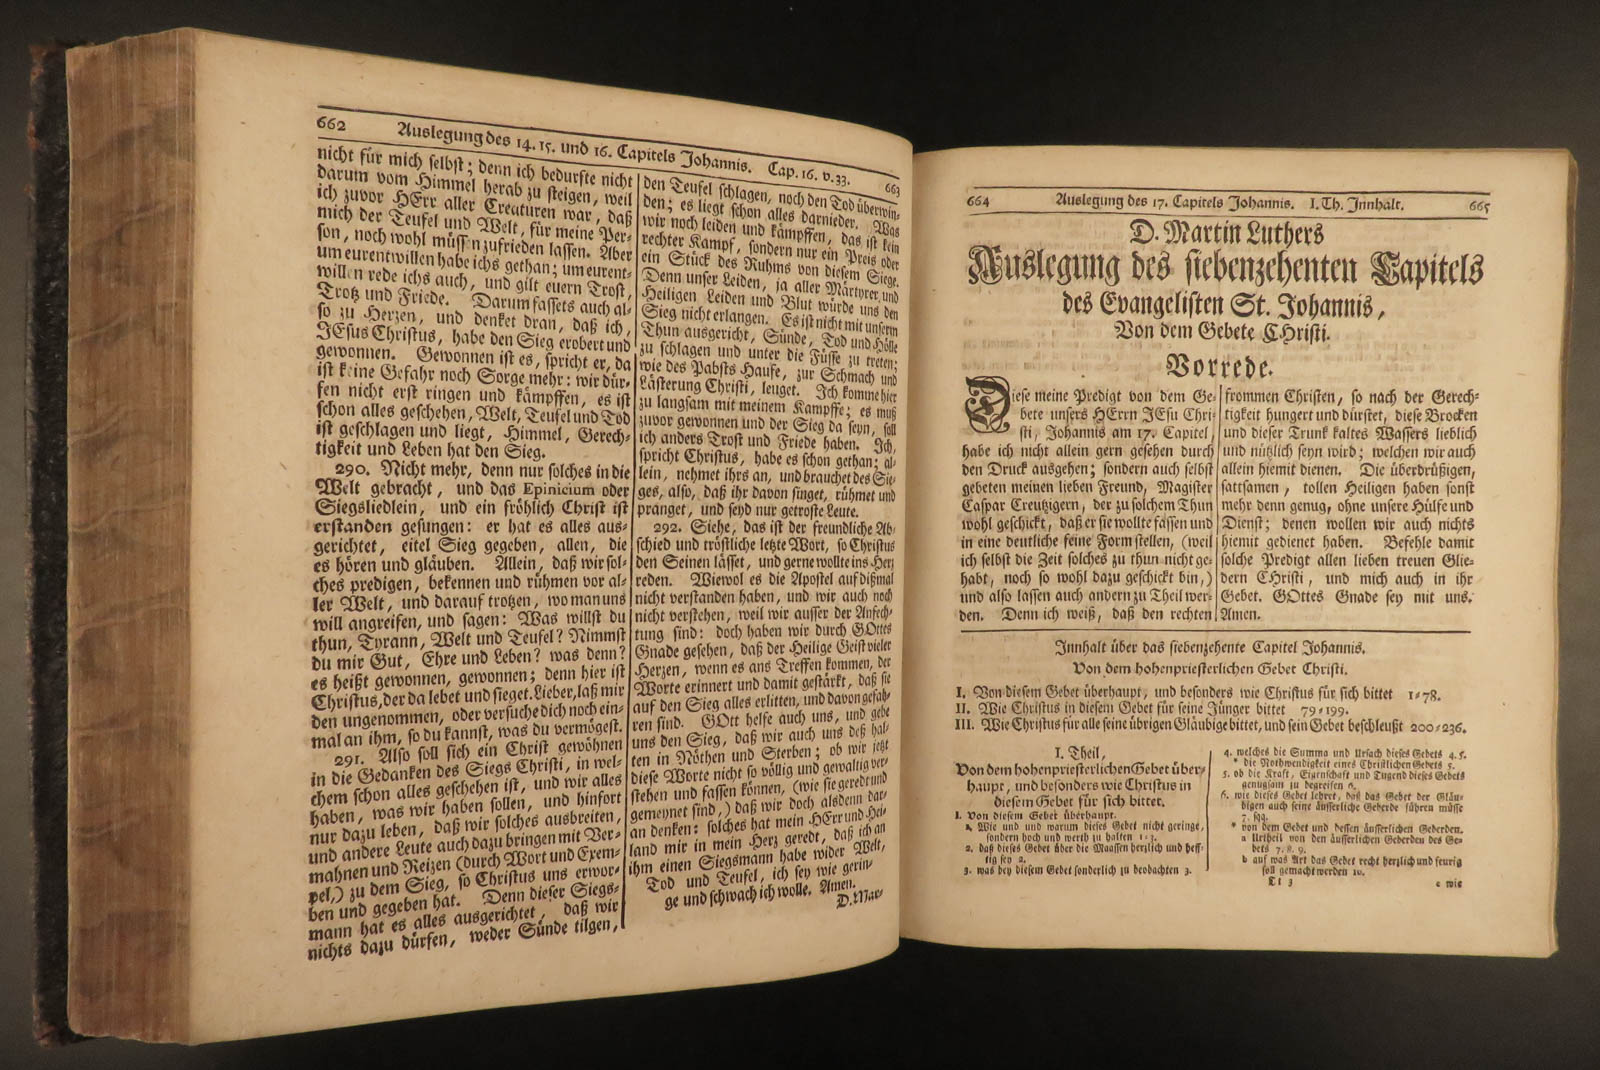 662 Auslegung des 14. 15. und 16. Capitels Johannis. Cap. 16. v. 33. 663
nicht für mich selbst; denn ich bedurfte nicht
darum vom Himmel herab zu steigen, weil
ich zuvor HErr aller Creaturen war, daß
mich der Teufel und Welt, für meine Per-
son, noch wohl müssen zufrieden lassen. Aber
um eurentwillen habe ichs gethan; um eurent-
willen rede ichs auch, und gilt euern Trost,
Trotz und Friede. Darum fassets auch al-
so zu Herzen, und denket dran, daß ich,
JEsus Christus, habe den Sieg erobert und
gewonnen. Gewonnen ist es, spricht er, da
ist keine Gefahr noch Sorge mehr: wir dür-
fen nicht erst ringen und kämpffen, es ist
schon alles geschehen, Welt, Teufel und Tod
ist geschlagen und liegt, Himmel, Gerech-
tigkeit und Leben hat den Sieg.
290. Nicht mehr, denn nur solches in die
Welt gebracht, und das Epinicium oder
Siegsliedlein, und ein fröhlich Christ ist
erstanden gesungen: er hat es alles aus-
gerichtet, eitel Sieg gegeben, allen, die
es hören und gläuben. Allein, daß wir sol-
ches predigen, bekennen und rühmen vor al-
ler Welt, und darauf trotzen, wo man uns
will angreifen, und sagen: Was willst du
thun, Tyrann, Welt und Teufel? Nimmst
du mir Gut, Ehre und Leben? was denn?
es heißt gewonnen, gewonnen; denn hier ist
Christus, der da lebet und sieget. Lieber, laß mir
den ungenommen, oder versuche dich noch ein-
mal an ihm, so du kannst, was du vermögest.
291. Also soll sich ein Christ gewöhnen
in die Gedanken des Siegs Christi, in wel-
chem schon alles geschehen ist, und wir alles
haben, was wir haben sollen, und hinfort
nur dazu leben, daß wir solches ausbreiten,
und andere Leute auch dazu bringen mit Ver-
mahnen und Reizen (durch Wort und Exem-
pel,) zu dem Sieg, so Christus uns erwor-
ben und gegeben hat. Denn dieser Siegs-
mann hat es alles ausgerichtet, daß wir
nichts dazu dürfen, weder Sünde tilgen,
den Teufel schlagen, noch den Tod überwin-
den; es liegt schon alles darnieder. Was
wir noch leiden und kämpffen, das ist kein
rechter Kampf, sondern nur ein Preis oder
ein Stück des Ruhms von diesem Siege.
Denn unser Leiden, ja aller Märtyrer und
Heiligen Leiden und Blut würde uns den
Sieg nicht erlangen. Es ist nicht mit unserm
Thun ausgericht, Sünde, Tod und Hölle
zu schlagen und unter die Füsse zu treten;
wie des Pabsts Haufe, zur Schmach und
Lästerung Christi, leuget. Ich komme hier
zu langsam mit meinem Kampffe; es muß
zuvor gewonnen und der Sieg da seyn, soll
ich anders Trost und Friede haben. Ich,
spricht Christus, habe es schon gethan; al-
lein, nehmet ihrs an, und brauchet des Sie-
ges, also, daß ihr davon singet, rühmet und
pranget, und seyd nur getroste Leute.
292. Siehe, das ist der freundliche Ab-
schied und tröstliche letzte Wort, so Christus
den Seinen lässet, und gerne wollte ins Herz
reden. Wiewol es die Apostel auf dißmal
nicht verstanden haben, und wir auch noch
nicht verstehen, weil wir ausser der Anfech-
tung sind: doch haben wir durch GOttes
Gnade gesehen, daß der Heilige Geist vieler
Herzen, wenn es ans Treffen kommen, der
Worte erinnert und damit gestärkt, daß sie
auf den Sieg alles erlitten, und davon gefah-
ren sind. GOtt helfe auch uns, und gebe
uns den Sieg, daß wir auch uns deß hal-
ten in Nöthen und Sterben; ob wir jetzt
diese Worte nicht so völlig und gewaltig ver-
stehen und fassen können, (wie sie geredt und
gemeynet sind,) daß wir doch alsdenn dar-
an denken: solches hat mein HErr und Hei-
land mir in mein Herz geredt, daß ich an
ihm einen Siegsmann habe wider Welt,
Tod und Teufel, ich sey wie gerin-
ge und schwach ich wolle. Amen.
D. Mar-
664 Auslegung des 17. Capitels Johannis. I. Th. Innhalt. 665
D. Martin Luthers
Auslegung des siebenzehenten Capitels
des Evangelisten St. Johannis,
Von dem Gebete CHristi.
Vorrede.
Diese meine Predigt von dem Ge-
bete unsers HErrn JEsu Chri-
sti, Johannis am 17. Capitel,
habe ich nicht allein gern gesehen durch
den Druck ausgehen; sondern auch selbst
gebeten meinen lieben Freund, Magister
Caspar Creutzigern, der zu solchem Thun
wohl geschickt, daß er sie wollte fassen und
in eine deutliche feine Form stellen, (weil
ich selbst die Zeit solches zu thun nicht ge-
habt, noch so wohl dazu geschickt bin,)
und also lassen auch andern zu Theil wer-
den. Denn ich weiß, daß den rechten
frommen Christen, so nach der Gerech-
tigkeit hungert und dürstet, diese Brocken
und dieser Trunk kaltes Wassers lieblich
und nützlich seyn wird; welchen wir auch
allein hiemit dienen. Die überdrüßigen,
sattsamen, tollen Heiligen haben sonst
mehr denn genug, ohne unsere Hülfe und
Dienst; denen wollen wir auch nichts
hiemit gedienet haben. Befehle damit
solche Predigt allen lieben treuen Glie-
dern CHristi, und mich auch in ihr
Gebet. GOttes Gnade sey mit uns.
Amen.
Innhalt über das siebenzehente Capitel Johannis.
Von dem hohenpriesterlichen Gebet Christi.
I. Von diesem Gebet überhaupt, und besonders wie Christus für sich bittet 1-78.
II. Wie Christus in diesem Gebet für seine Jünger bittet 79-199.
III. Wie Christus für alle seine übrigen Gläubige bittet, und sein Gebet beschleußt 200-236.
I. Theil,
Von dem hohenpriesterlichen Gebet über-
haupt, und besonders wie Christus in
diesem Gebet für sich bittet.
1. Von diesem Gebet überhaupt.
a. Wie und warum dieses Gebet nicht geringe,
sondern hoch und werth zu halten 1-3.
2. daß dieses Gebet über die Maassen herzlich und hef-
tig sey 2.
3. was bey diesem Gebet sonderlich zu beobachten 3.
4. welches die Summa und Ursach dieses Gebets 4. 5.
* die Nothwendigkeit eines Christlichen Gebets 5.
5. ob die Kraft, Eigenschaft und Tugend dieses Gebets
genugsam zu begreifen 6.
6. wie dieses Gebet lehret, daß das Gebet der Gläu-
bigen auch seine äusserliche Geberde führen müsse
7. sqq.
* von dem Gebet und dessen äusserlichen Geberden.
a Urtheil von den äusserlichen Geberden des Ge-
bets 7. 8. 9.
b auf was Art das Gebet recht herzlich und feurig
soll gemacht werden 10.
Tt 3 c wie